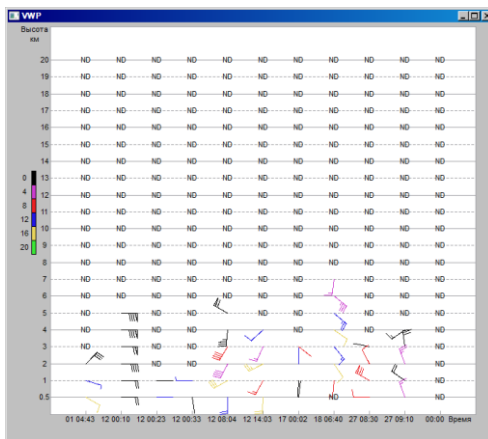 VWP
Высота
км
20 ND ND ND ND ND ND ND ND ND ND ND
19 ND ND ND ND ND ND ND ND ND ND ND
18 ND ND ND ND ND ND ND ND ND ND ND
17 ND ND ND ND ND ND ND ND ND ND ND
16 ND ND ND ND ND ND ND ND ND ND ND
15 ND ND ND ND ND ND ND ND ND ND ND
14 ND ND ND ND ND ND ND ND ND ND ND
13 ND ND ND ND ND ND ND ND ND ND ND
12 ND ND ND ND ND ND ND ND ND ND ND
11 ND ND ND ND ND ND ND ND ND ND ND
10 ND ND ND ND ND ND ND ND ND ND ND
9 ND ND ND ND ND ND ND ND ND ND ND
8 ND ND ND ND ND ND ND ND ND ND ND
7 ND ND ND ND ND ND ND ND ND ND
6 ND ND ND ND ND ND ND ND ND
5 ND ND ND ND ND ND ND ND
4 ND ND ND ND ND ND
3 ND ND ND ND
2 ND ND ND
1 ND
0.5 ND ND
0
4
8
12
16
20
01 04:43 12 00:10 12 00:23 12 00:33 12 08:04 12 14:03 17 00:02 18 06:40 27 08:30 27 09:10 00:00 Время